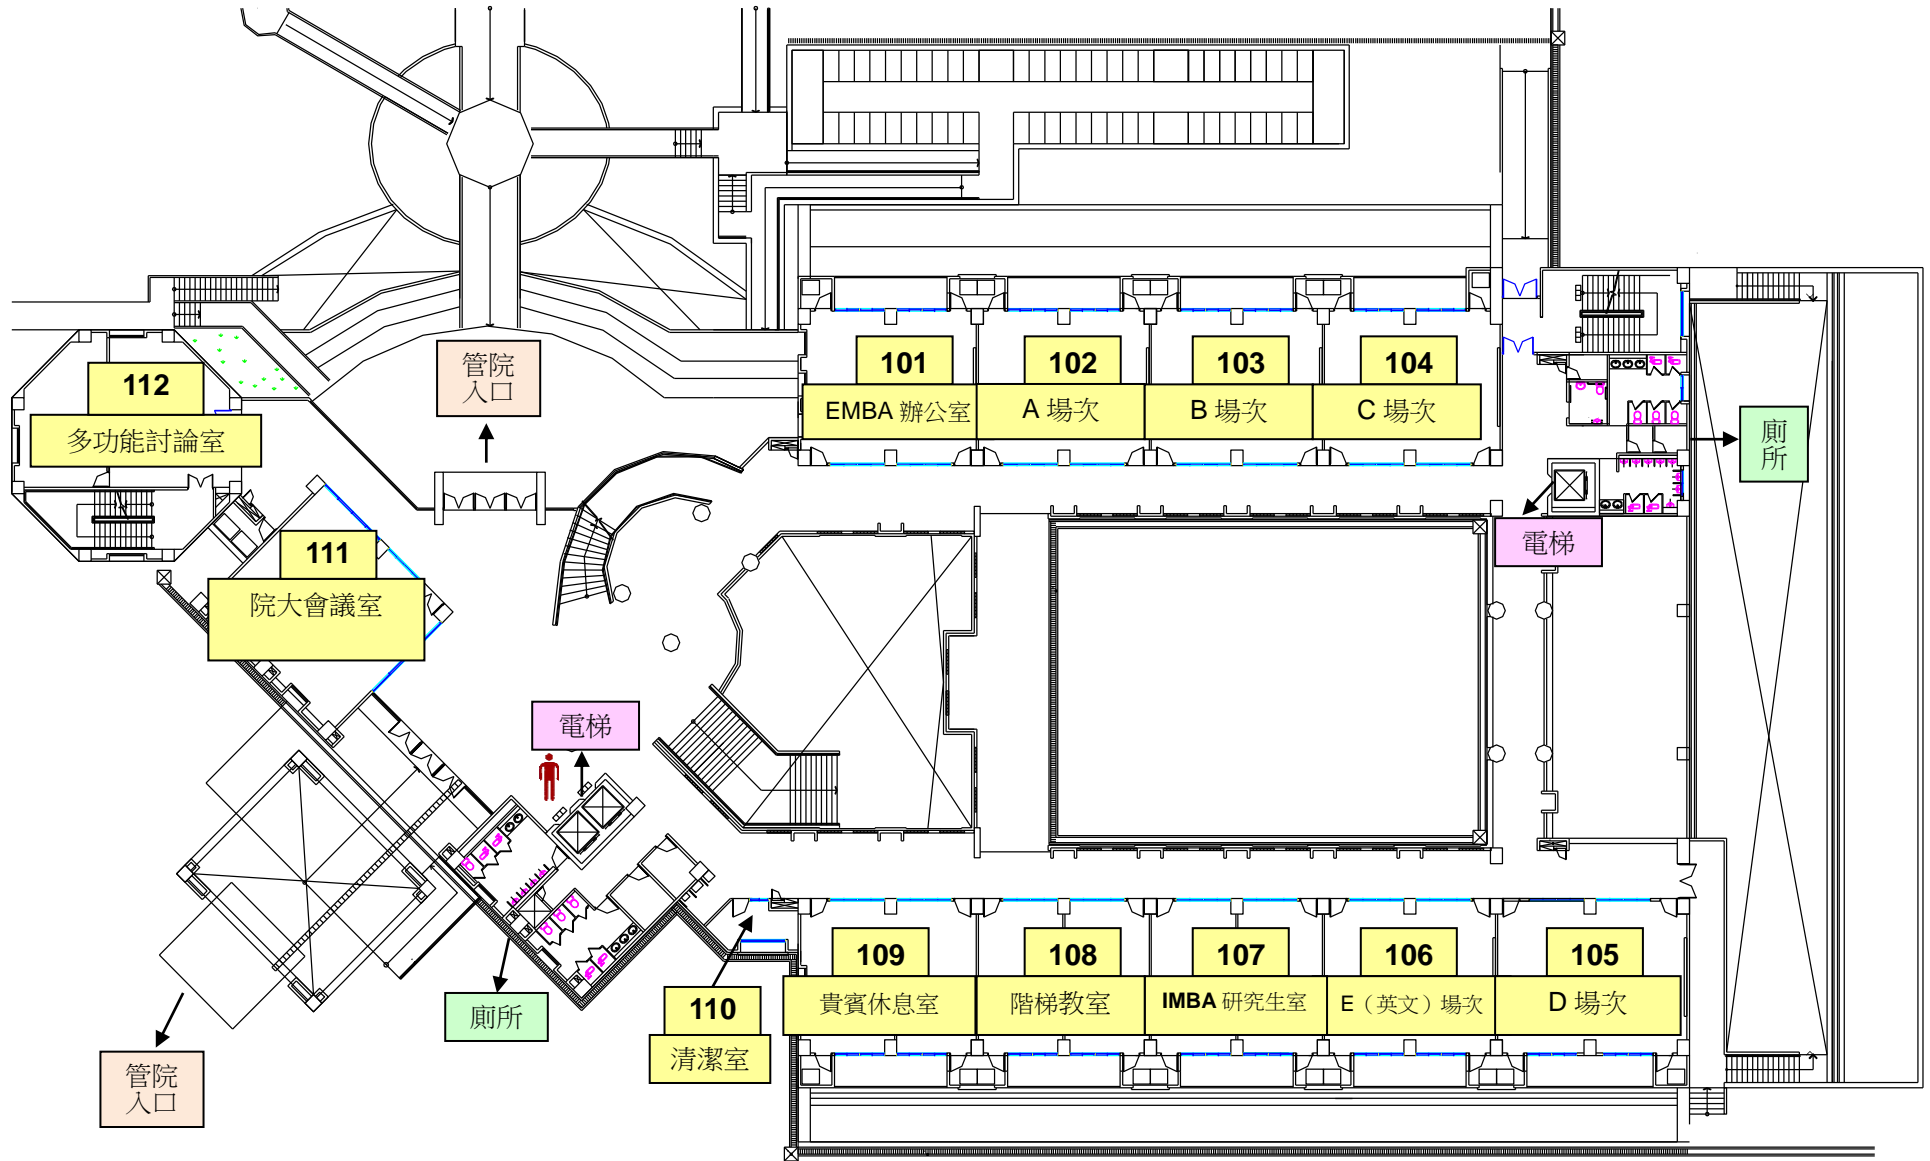 管院
入口
101
EMBA 辦公室
102
A 場次
103
B 場次
104
C 場次
112
多功能討論室
廁
所
電梯
111
院大會議室
電梯
109
貴賓休息室
108
階梯教室
107
IMBA 研究生室
106
E（英文）場次
105
D 場次
110
清潔室
廁所
管院
入口